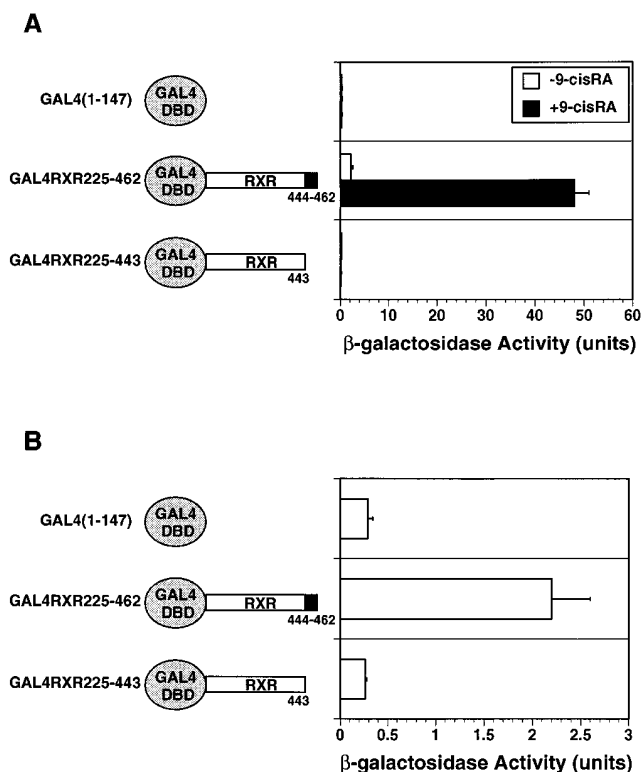 A
-9-cisRA
+9-cisRA
GAL4(1-147)
GAL4
DBD
GAL4RXR225-462
GAL4
DBD
RXR
444-462
GAL4RXR225-443
GAL4
DBD
RXR
443
0 10 20 30 40 50 60
β-galactosidase Activity (units)
B
GAL4(1-147)
GAL4
DBD
GAL4RXR225-462
GAL4
DBD
RXR
444-462
GAL4RXR225-443
GAL4
DBD
RXR
443
0 0.5 1 1.5 2 2.5 3
β-galactosidase Activity (units)